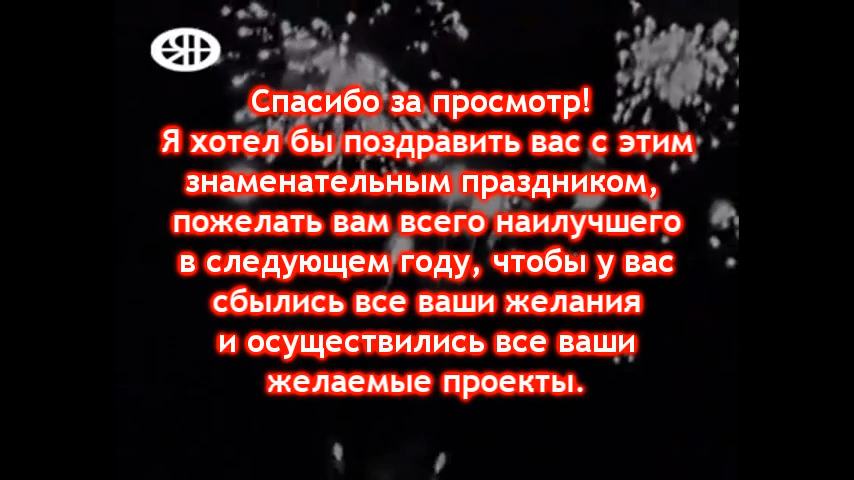 Спасибо за просмотр!
Я хотел бы поздравить вас с этим
знаменательным праздником,
пожелать вам всего наилучшего
в следующем году, чтобы у вас
сбылись все ваши желания
и осуществились все ваши
желаемые проекты.